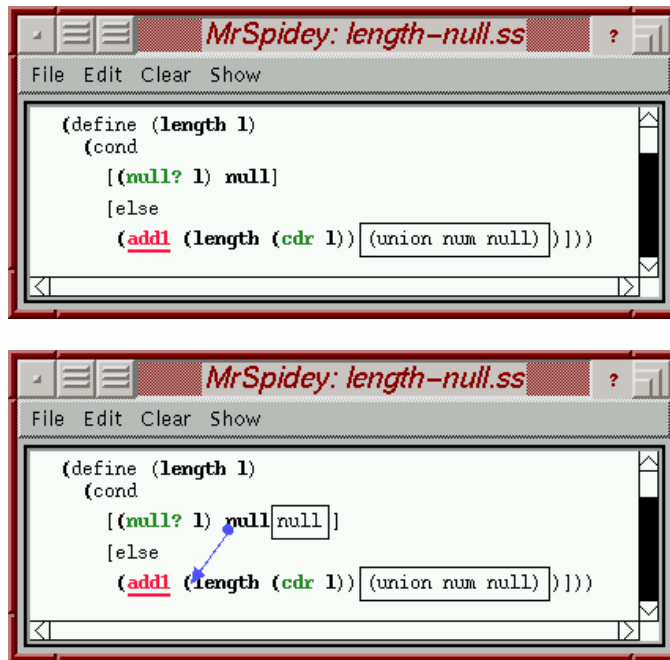 MrSpidey: length-null.ss ?
File Edit Clear Show
(define (length l)
(cond
[(null? l) null]
[else
(add1 (length (cdr l)) (union num null) )]))
MrSpidey: length-null.ss ?
File Edit Clear Show
(define (length l)
(cond
[(null? l) null null ]
[else
(add1 (length (cdr l)) (union num null) )]))